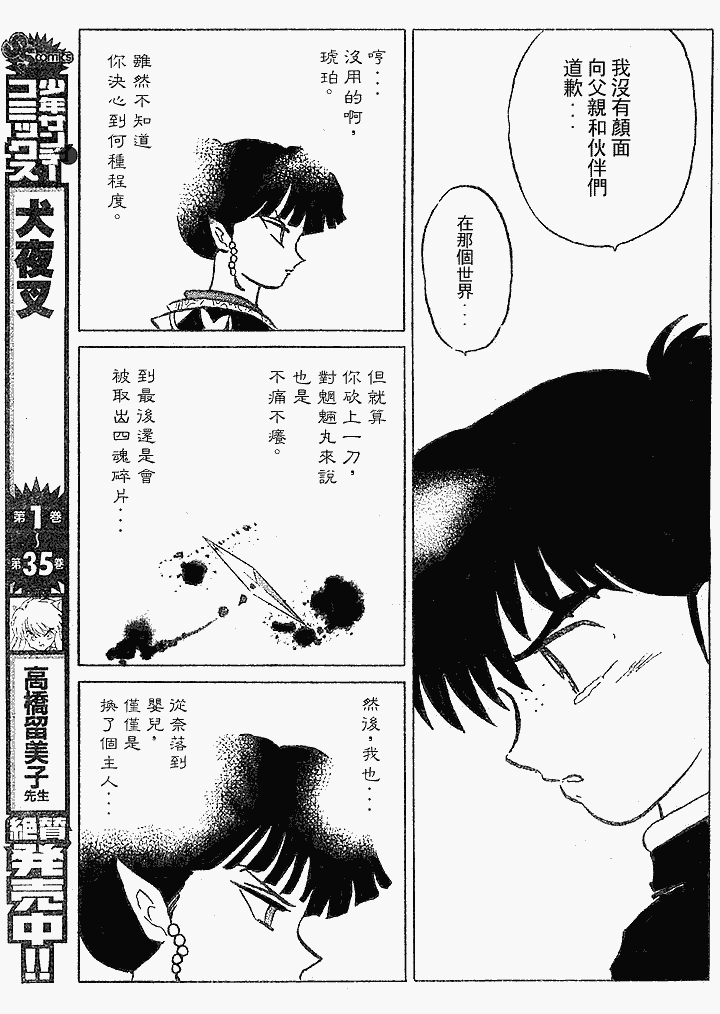 我沒有顏面
向父親和伙伴們
道歉···
在那個世界···
哼···
沒用的啊,
琥珀。
雖然不知道
你決心到何種程度。
但就算
你砍上一刀,
對魍魎丸來說
也是
不痛不癢。
到最後還是會
被取出四魂碎片···
然後,我也···
從奈落到
嬰兒,
僅僅是
換了個主人···
comics
少年サンデー
コミックス
犬夜叉
第1巻
~
第35巻
高橋留美子
先生
絶賛
発売中!!